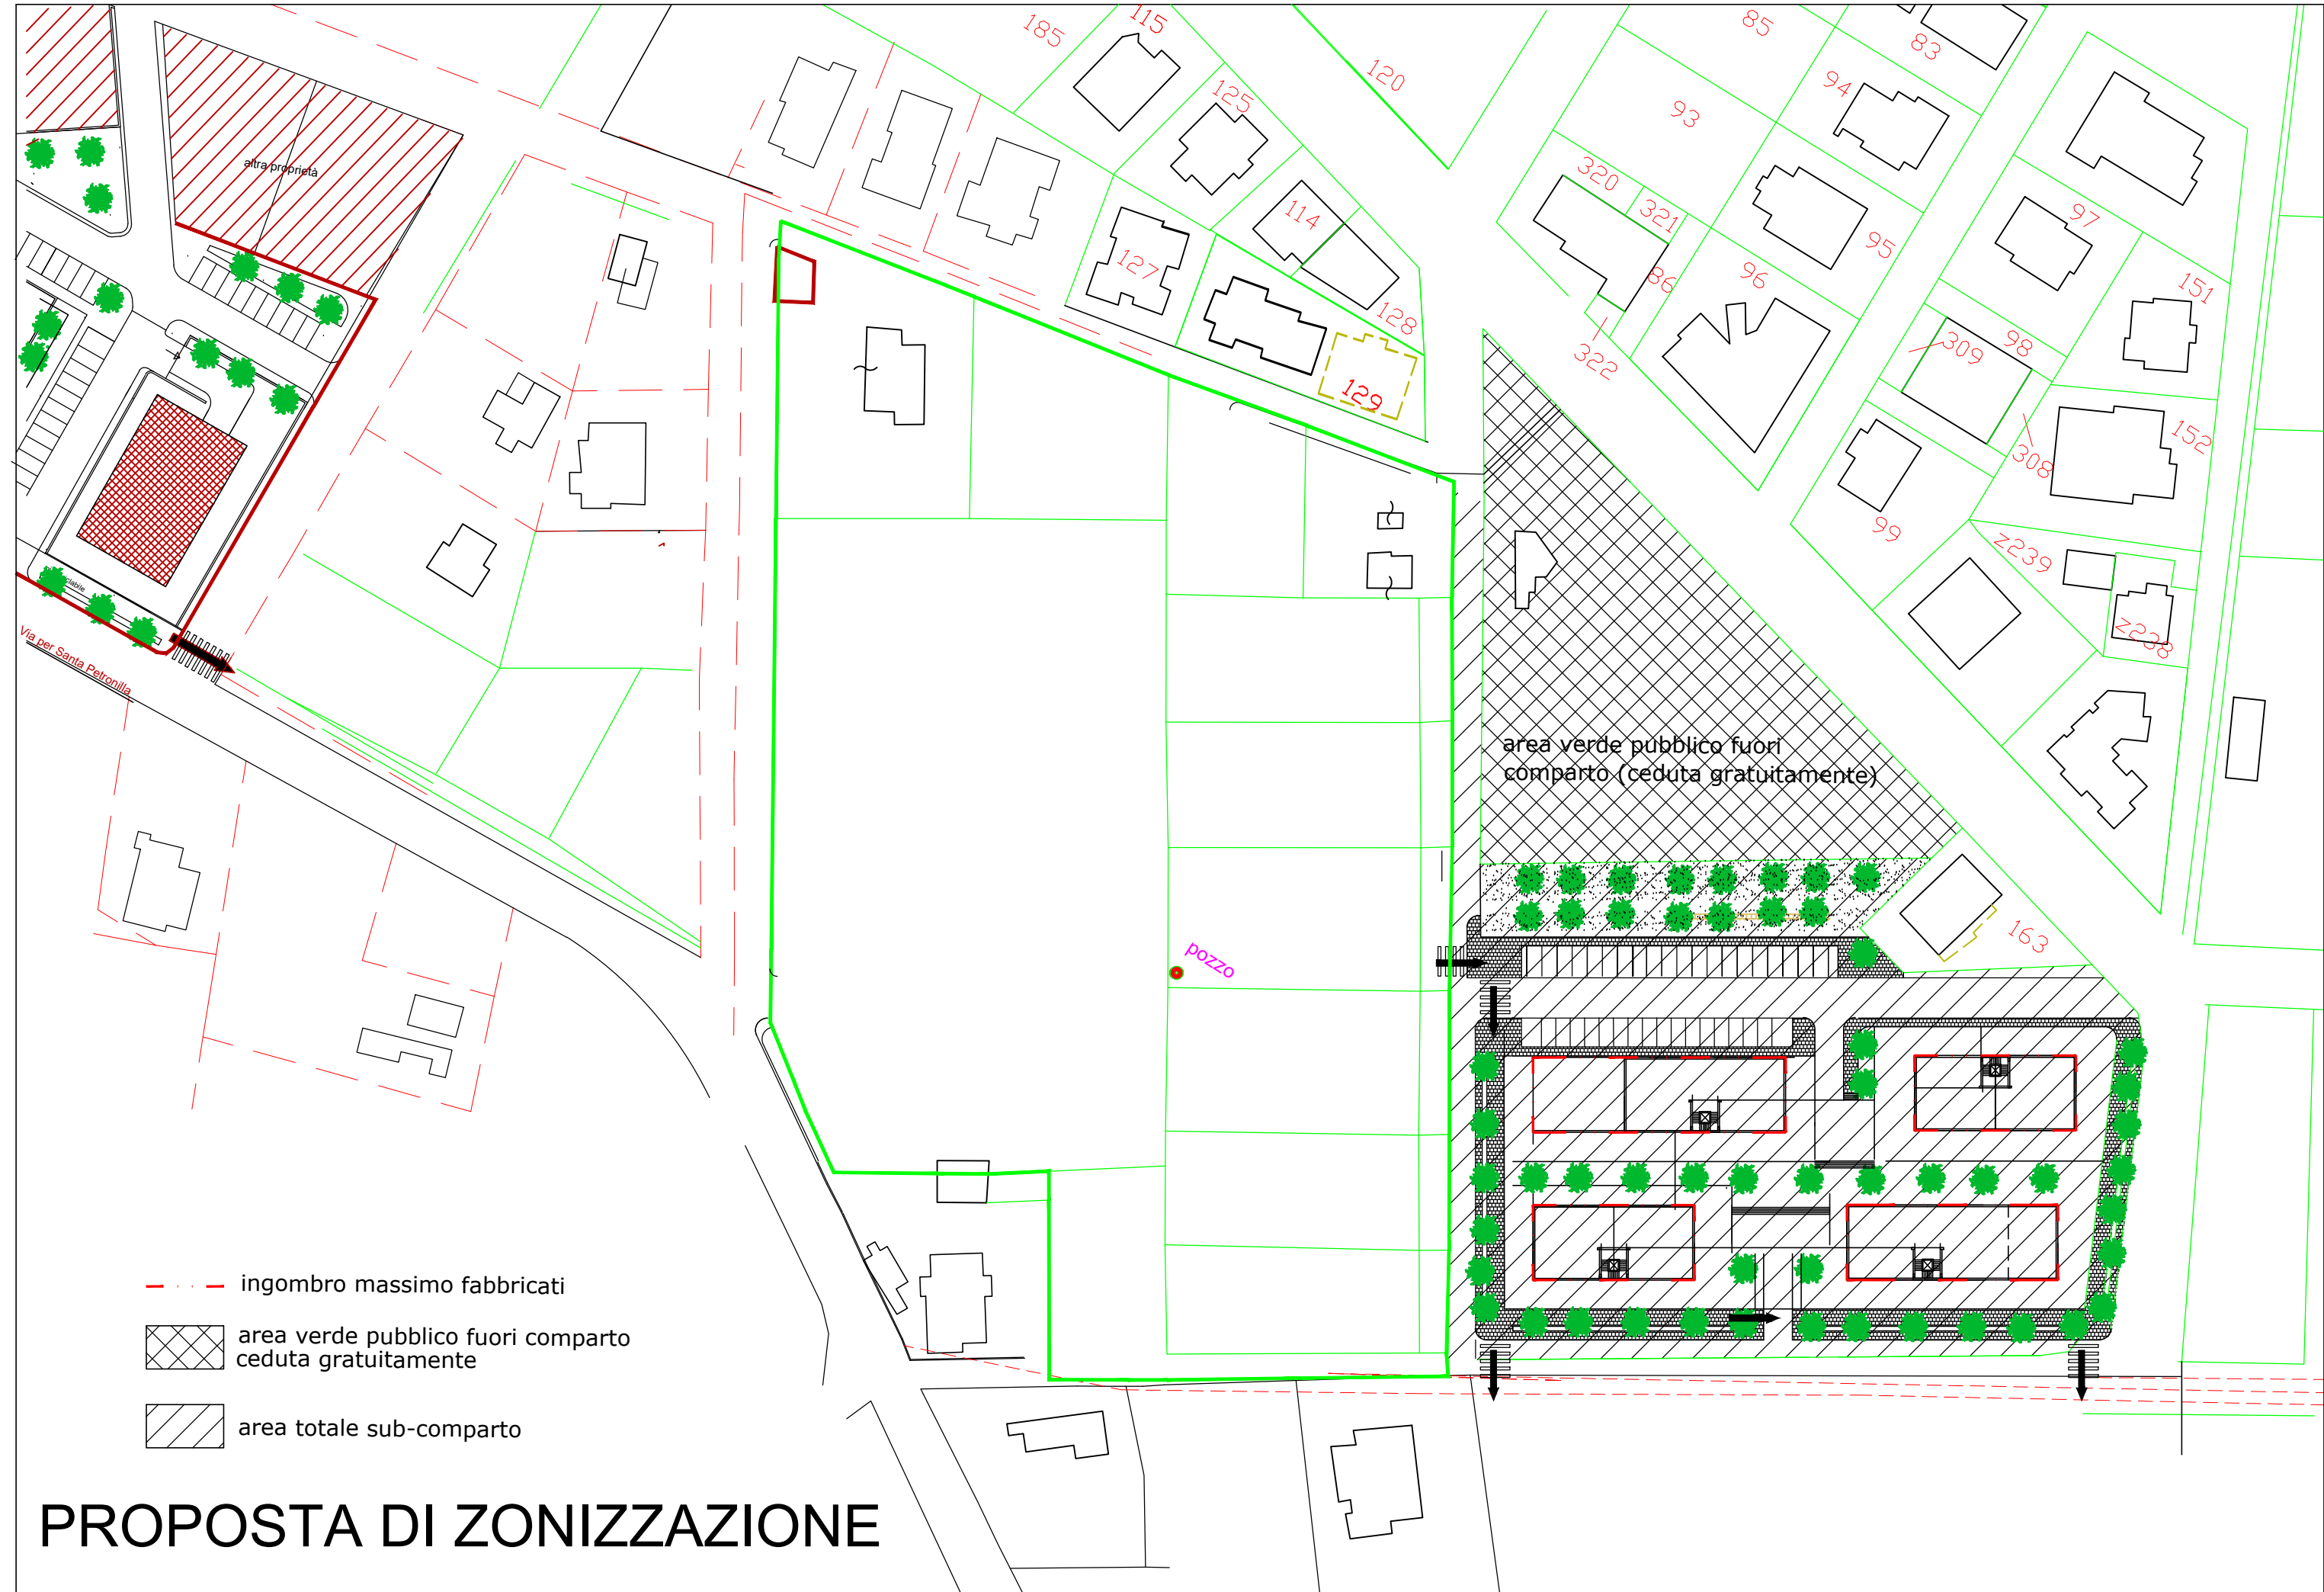 185
115
120
85
83
125
93
94
altra proprietà
320
321
114
127
86
96
95
97
151
128
322
309
98
129
152
308
99
z239
z238
Via per Santa Petronilla
area verde pubblico fuori
comparto (ceduta gratuitamente)
163
pozzo
ingombro massimo fabbricati
area verde pubblico fuori comparto
ceduta gratuitamente
area totale sub-comparto
PROPOSTA DI ZONIZZAZIONE